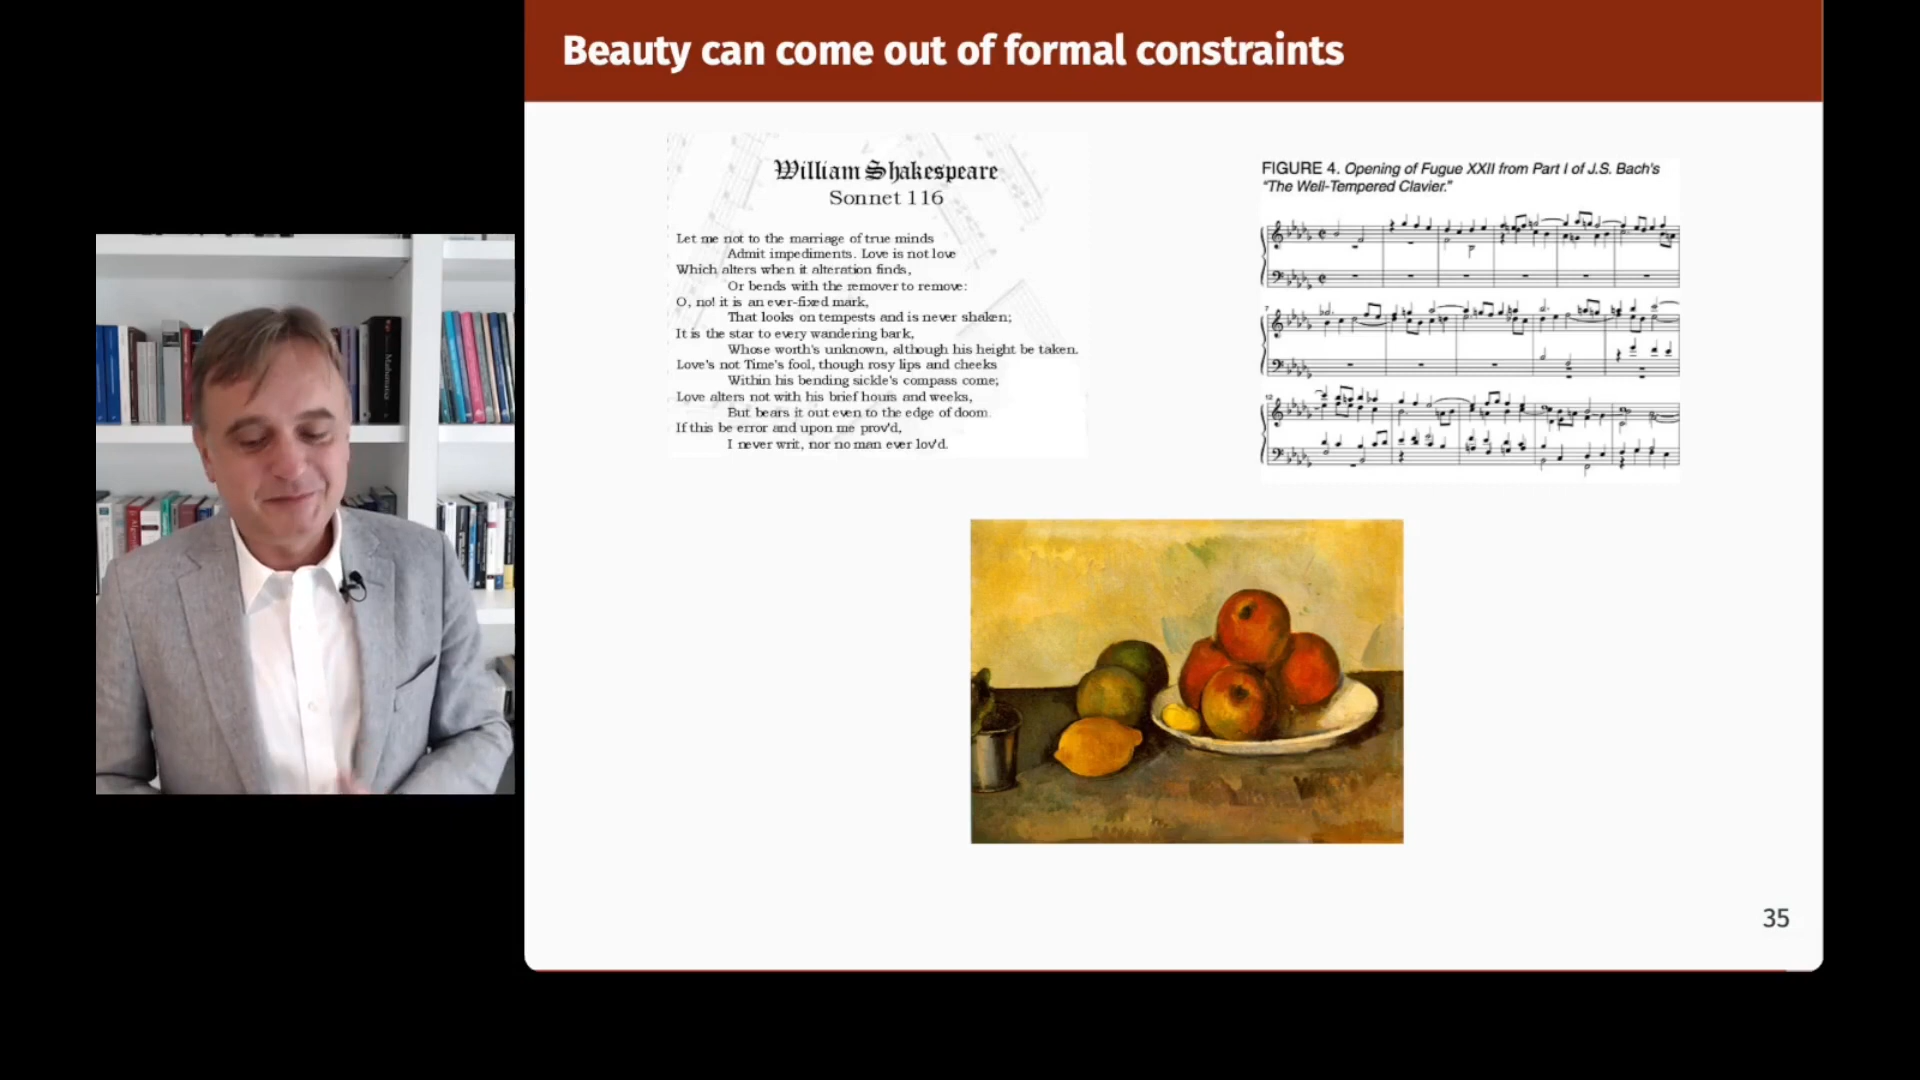 Beauty can come out of formal constraints
William Shakespeare
Sonnet 116
Let me not to the marriage of true minds
Admit impediments. Love is not love
Which alters when it alteration finds,
Or bends with the remover to remove:
O, no! it is an ever-fixed mark,
That looks on tempests and is never shaken;
It is the star to every wandering bark,
Whose worth's unknown, although his height be taken.
Love's not Time's fool, though rosy lips and cheeks
Within his bending sickle's compass come;
Love alters not with his brief hours and weeks,
But bears it out even to the edge of doom.
If this be error and upon me prov'd,
I never writ, nor no man ever lov'd.
FIGURE 4. Opening of Fugue XXII from Part I of J.S. Bach's
"The Well-Tempered Clavier."
7
12
35